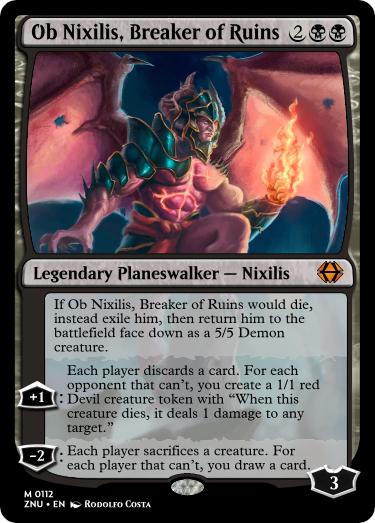 Ob Nixilis, Breaker of Ruins 2
Legendary Planeswalker — Nixilis
If Ob Nixilis, Breaker of Ruins would die,
instead exile him, then return him to the
battlefield face down as a 5/5 Demon
creature.
Each player discards a card. For each
opponent that can't, you create a 1/1 red
+1: Devil creature token with “When this
creature dies, it deals 1 damage to any
target.”
-2: Each player sacrifices a creature. For
each player that can't, you draw a card.
3
M 0112
ZNU • EN Rodolfo Costa